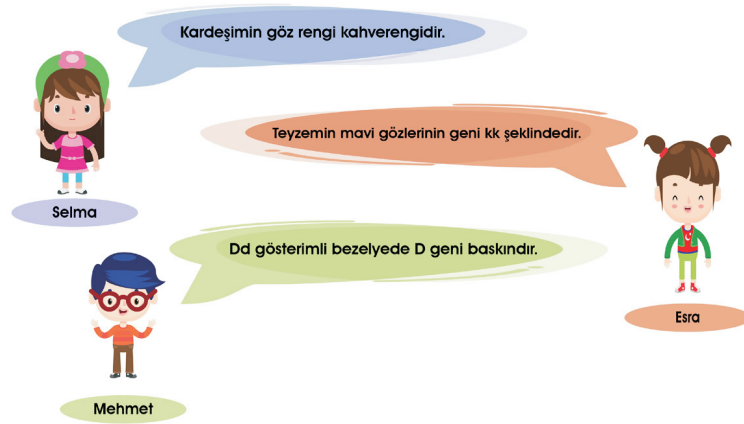 Kardeşimin göz rengi kahverengidir.
Teyzemin mavi gözlerinin geni kk şeklindedir.
Selma
Dd gösterimli bezelyede D geni baskındır.
Esra
Mehmet